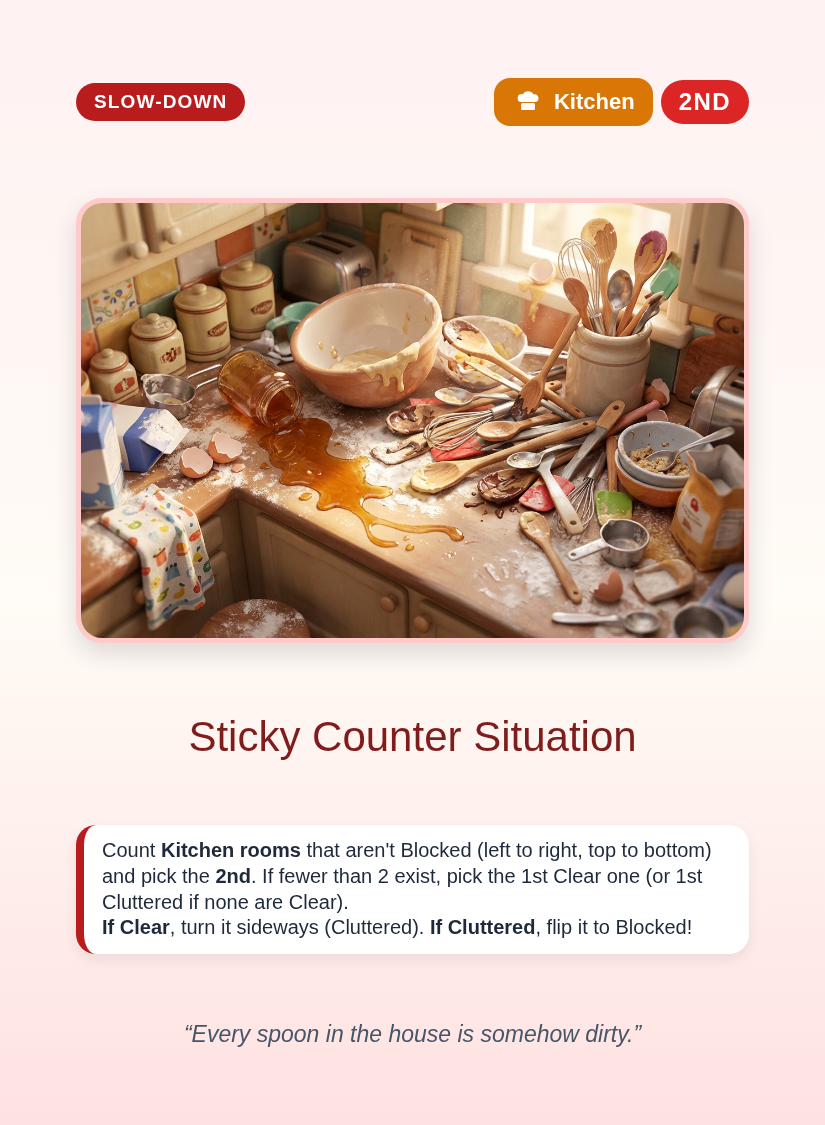 SLOW-DOWN
Kitchen
2ND
Sticky Counter Situation
Count Kitchen rooms that aren't Blocked (left to right, top to bottom)
and pick the 2nd. If fewer than 2 exist, pick the 1st Clear one (or 1st
Cluttered if none are Clear).
If Clear, turn it sideways (Cluttered). If Cluttered, flip it to Blocked!
“Every spoon in the house is somehow dirty.”